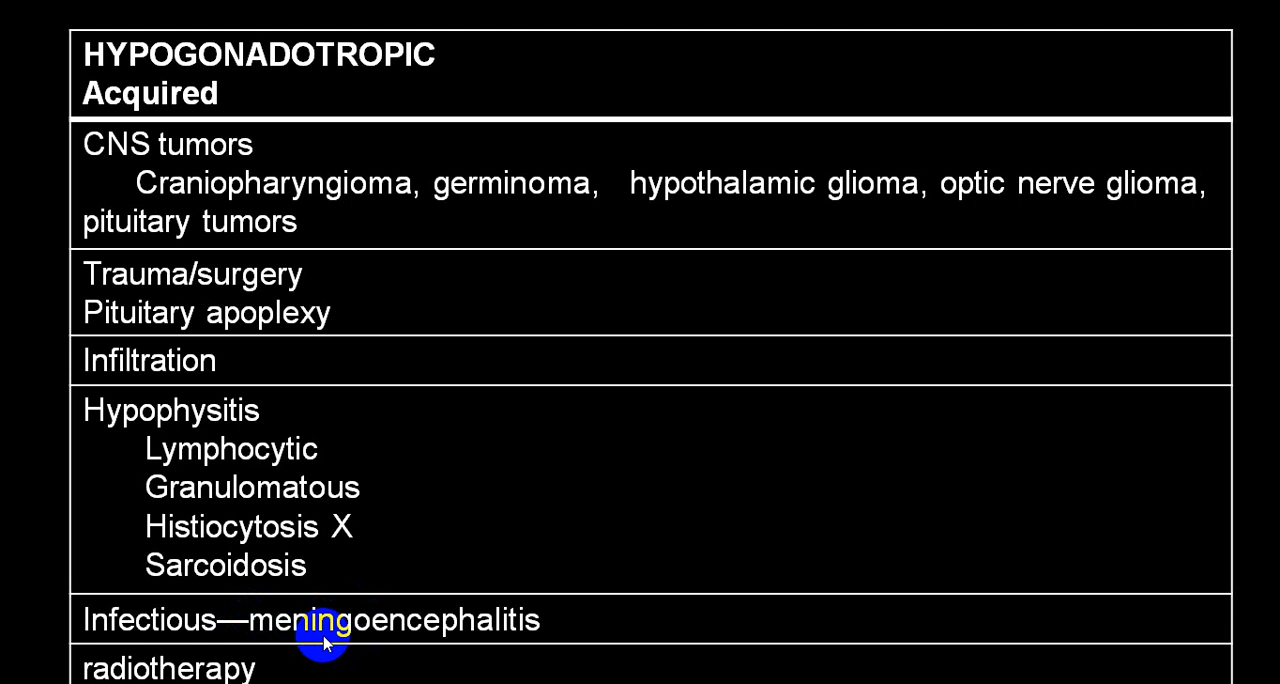 HYPOGONADOTROPIC
Acquired
CNS tumors
Craniopharyngioma, germinoma, hypothalamic glioma, optic nerve glioma,
pituitary tumors
Trauma/surgery
Pituitary apoplexy
Infiltration
Hypophysitis
Lymphocytic
Granulomatous
Histiocytosis X
Sarcoidosis
Infectious—meningoencephalitis
radiotherapy